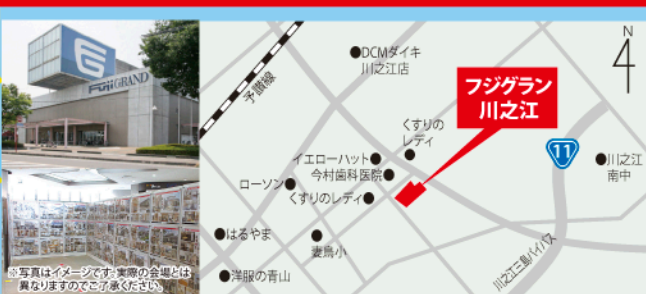 G
FUJI GRAND
※写真はイメージです。実際の会場とは
異なりますのでご了承ください。
N
4
DCMダイキ
川之江店
予讃線
フジグラン
川之江
くすりの
レディ
イエローハット
今村歯科医院
ローソン
くすりのレディ
11
川之江
南中
はるやま
妻鳥小
洋服の青山
川之江三島バイパス